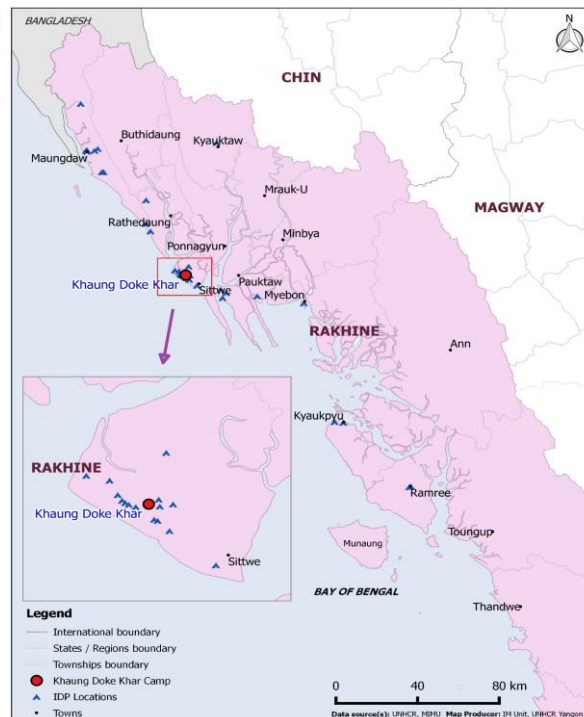 BANGLADESH
N
CHIN
Buthidaung
Kyauktaw
Maungdaw
Mrauk-U
MAGWAY
Rathedaung
Minbya
Ponnagyun
Khaung Doke Khar
Pauktaw
Sittwe
Myebon
RAKHINE
Ann
Kyaukpyu
RAKHINE
Ramree
Khaung Doke Khar
Toungup
Munaung
Sittwe
BAY OF BENGAL
Thandwe
Legend
International boundary
States / Regions boundary
Townships boundary
Khaung Doke Khar Camp
IDP Locations
Towns
0 40 80 km
Data source(s): UNHCR, MIMU Map Producer: IM Unit, UNHCR Yangon